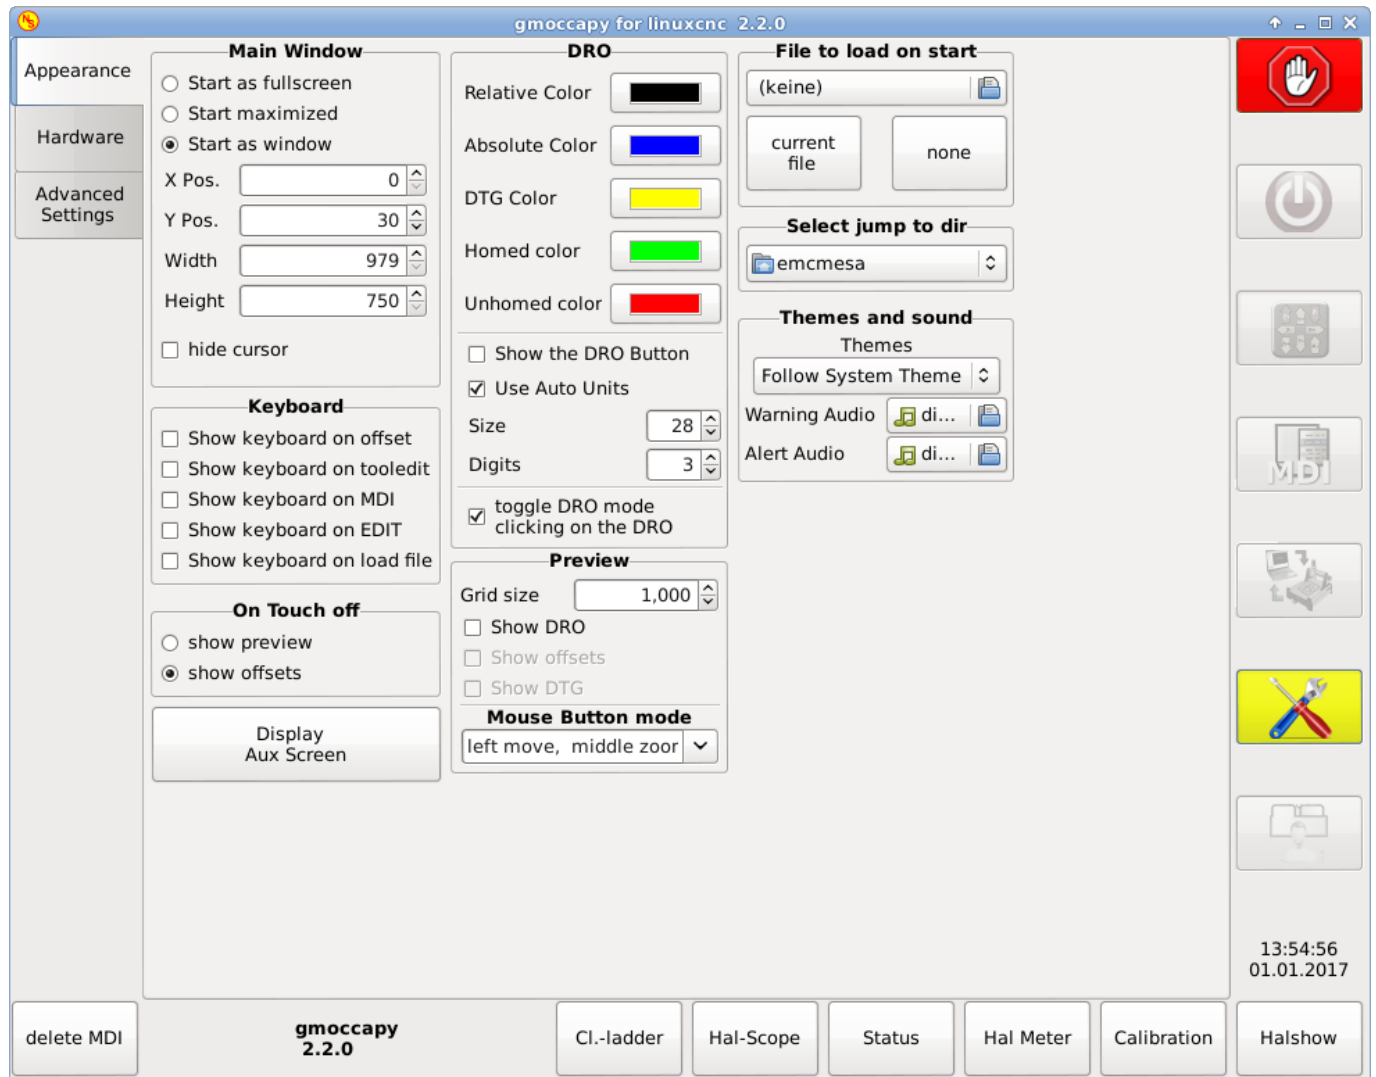 gmoccapy for linuxcnc 2.2.0
Appearance
Hardware
Advanced
Settings
Main Window
Start as fullscreen
Start maximized
Start as window
X Pos. 0
Y Pos. 30
Width 979
Height 750
hide cursor
Keyboard
Show keyboard on offset
Show keyboard on tooledit
Show keyboard on MDI
Show keyboard on EDIT
Show keyboard on load file
On Touch off
show preview
show offsets
Display
Aux Screen
DRO
Relative Color
Absolute Color
DTG Color
Homed color
Unhomed color
Show the DRO Button
Use Auto Units
Size 28
Digits 3
toggle DRO mode
clicking on the DRO
Preview
Grid size 1,000
Show DRO
Show offsets
Show DTG
Mouse Button mode
left move, middle zoor
File to load on start
(keine)
current
file
none
Select jump to dir
emcmesa
Themes and sound
Themes
Follow System Theme
Warning Audio di...
Alert Audio di...
MDI
13:54:56
01.01.2017
delete MDI
gmoccapy
2.2.0
Cl.-ladder
Hal-Scope
Status
Hal Meter
Calibration
Halshow